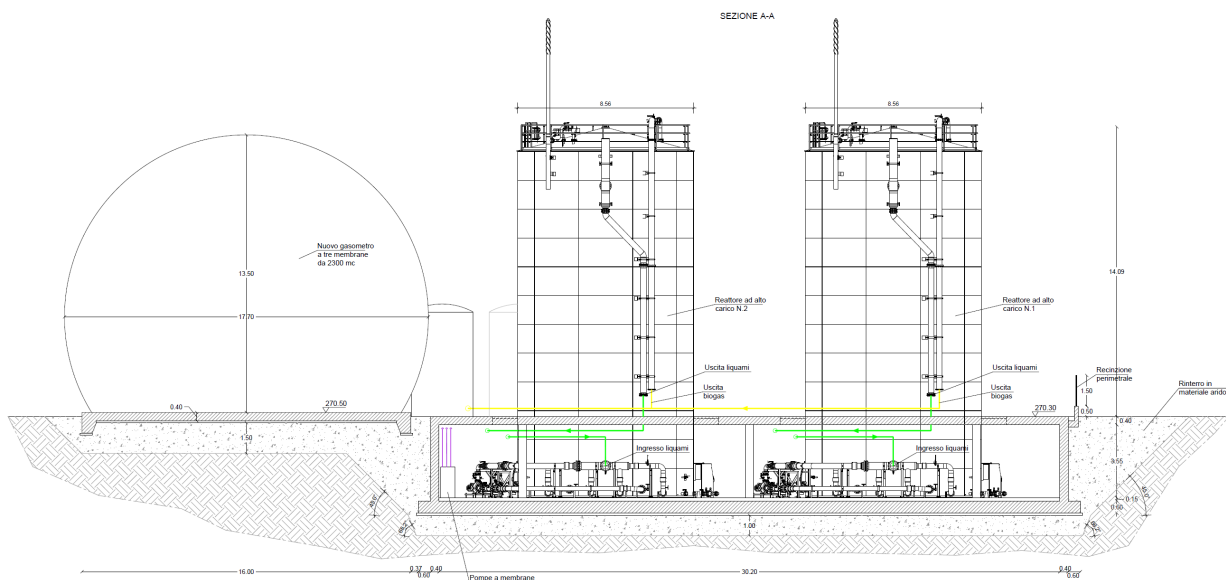 SEZIONE A-A
8.56
8.56
Nuovo gasometro
a tre membrane
da 2300 mc
13.50
17.70
14.09
Reattore ad alto
carico N.2
Reattore ad alto
carico N.1
Uscita liquami
Uscita
biogas
Uscita liquami
Uscita
biogas
Recinzione
perimetrale
1.50
0.50
Rinterro in
materiale arido
0.40
270.50
270.30
0.40
1.50
Ingresso liquami
Ingresso liquami
3.55
0.15
0.60
45.0°
1.00
16.00
0.37
0.60
0.40
Pompe a membrane
30.20
0.40
0.60